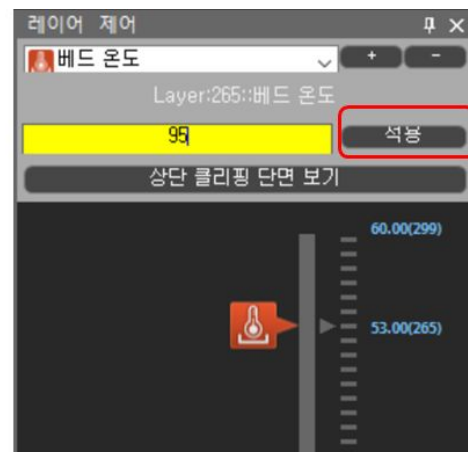 레이어 제어
베드 온도
+ -
Layer:265::베드 온도
95 적용
상단 클리핑 단면 보기
60.00(299)
53.00(265)